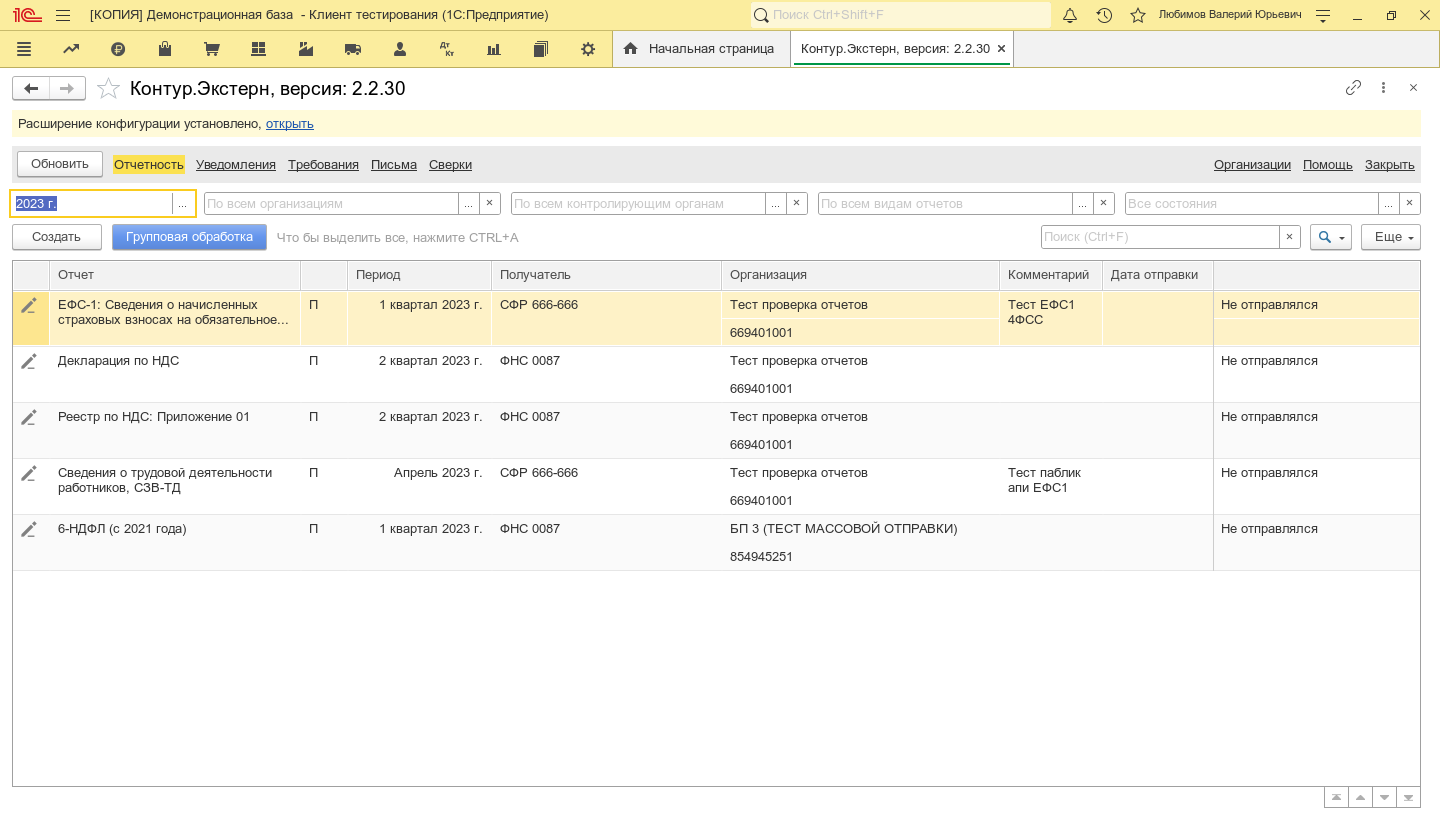 [КОПИЯ] Демонстрационная база - Клиент тестирования (1С:Предприятие)
Поиск Ctrl+Shift+F
Любимов Валерий Юрьевич
Начальная страница
Контур.Экстерн, версия: 2.2.30
Контур.Экстерн, версия: 2.2.30
Расширение конфигурации установлено, открыть
Обновить Отчетность Уведомления Требования Письма Сверки Организации Помощь Закрыть
2023 г. ... По всем организациям ... × По всем контролирующим органам ... × По всем видам отчетов ... × Все состояния ... ×
Создать Групповая обработка Что бы выделить все, нажмите CTRL+A Поиск (Ctrl+F) × Еще
Отчет Период Получатель Организация Комментарий Дата отправки
ЕФС-1: Сведения о начисленных П 1 квартал 2023 г. СФР 666-666 Тест проверка отчетов Тест ЕФС1 Не отправлялся
страховых взносах на обязательное... 4ФСС
669401001
Декларация по НДС П 2 квартал 2023 г. ФНС 0087 Тест проверка отчетов Не отправлялся
669401001
Реестр по НДС: Приложение 01 П 2 квартал 2023 г. ФНС 0087 Тест проверка отчетов Не отправлялся
669401001
Сведения о трудовой деятельности П Апрель 2023 г. СФР 666-666 Тест проверка отчетов Тест паблик Не отправлялся
работников, СЗВ-ТД апи ЕФС1
669401001
6-НДФЛ (с 2021 года) П 1 квартал 2023 г. ФНС 0087 БП 3 (ТЕСТ МАССОВОЙ ОТПРАВКИ) Не отправлялся
854945251